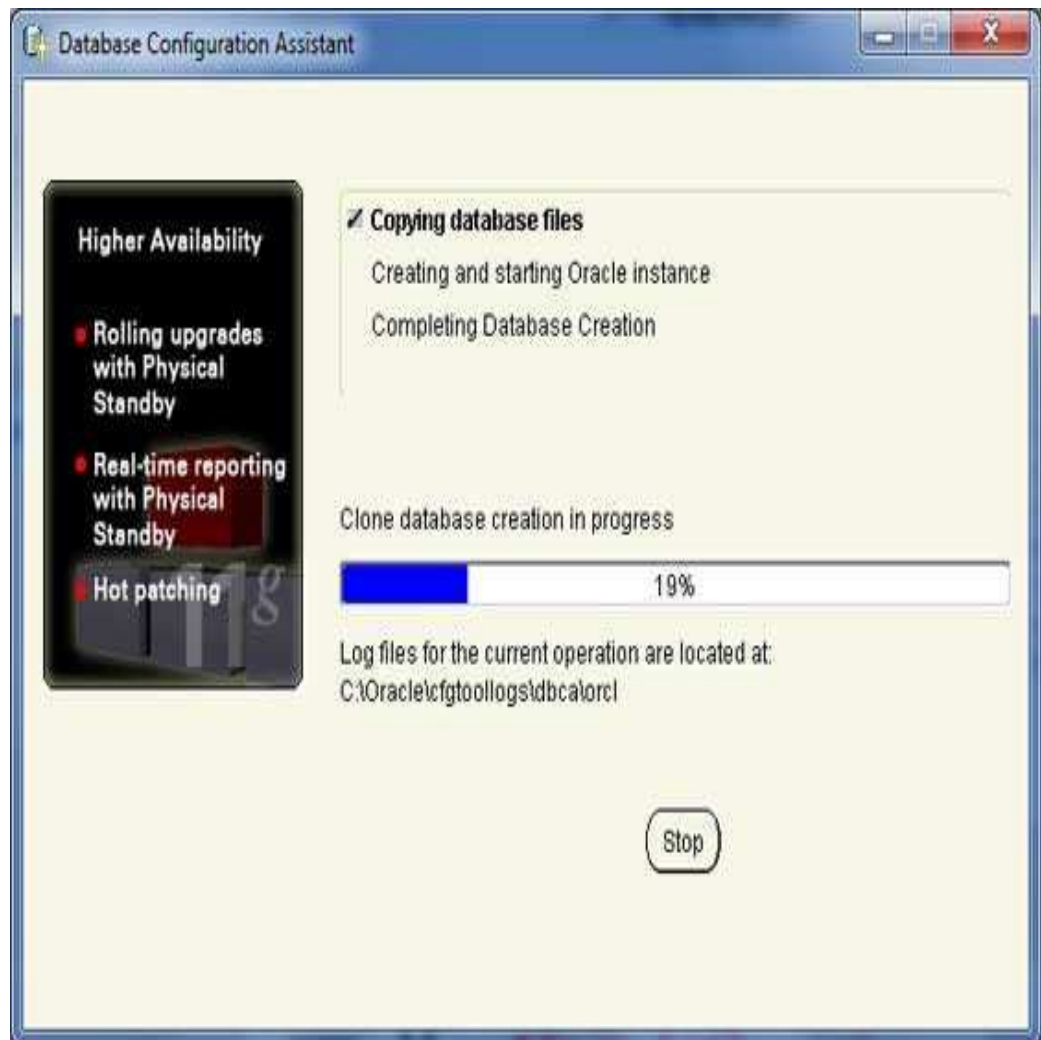 Database Configuration Assistant
Higher Availability
Rolling upgrades
with Physical
Standby
Real-time reporting
with Physical
Standby
Hot patching
11g
Copying database files
Creating and starting Oracle instance
Completing Database Creation
Clone database creation in progress
19%
Log files for the current operation are located at:
C:\Oracle\cfgtoollogs\dbca\orcl
Stop